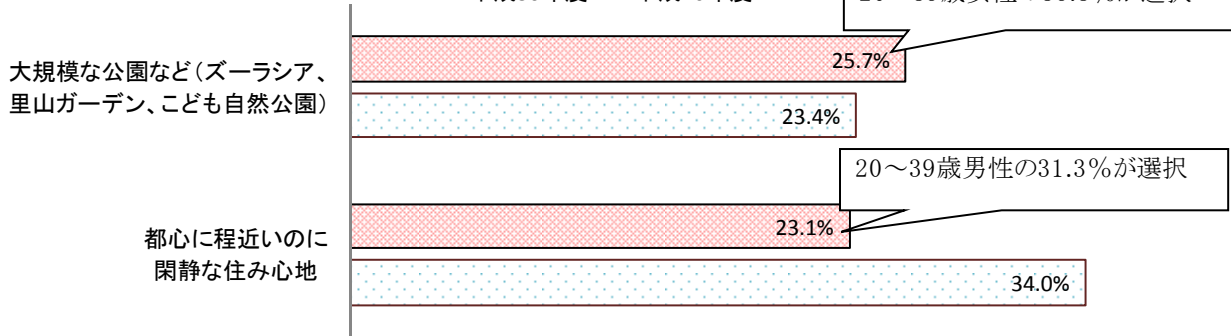 大規模な公園など(ズーラシア、
里山ガーデン、こども自然公園)
25.7%
23.4%
20～39歳男性の31.3%が選択
都心に程近いのに
閑静な住み心地
23.1%
34.0%